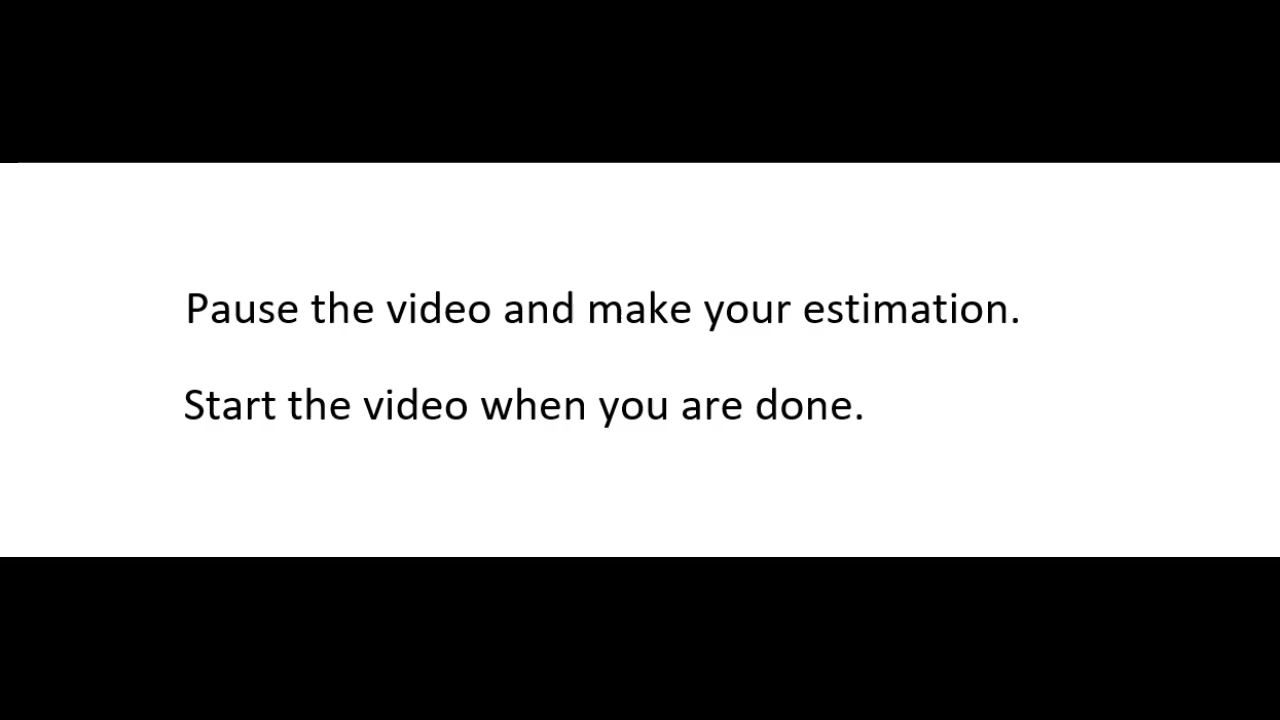 Pause the video and make your estimation.
Start the video when you are done.